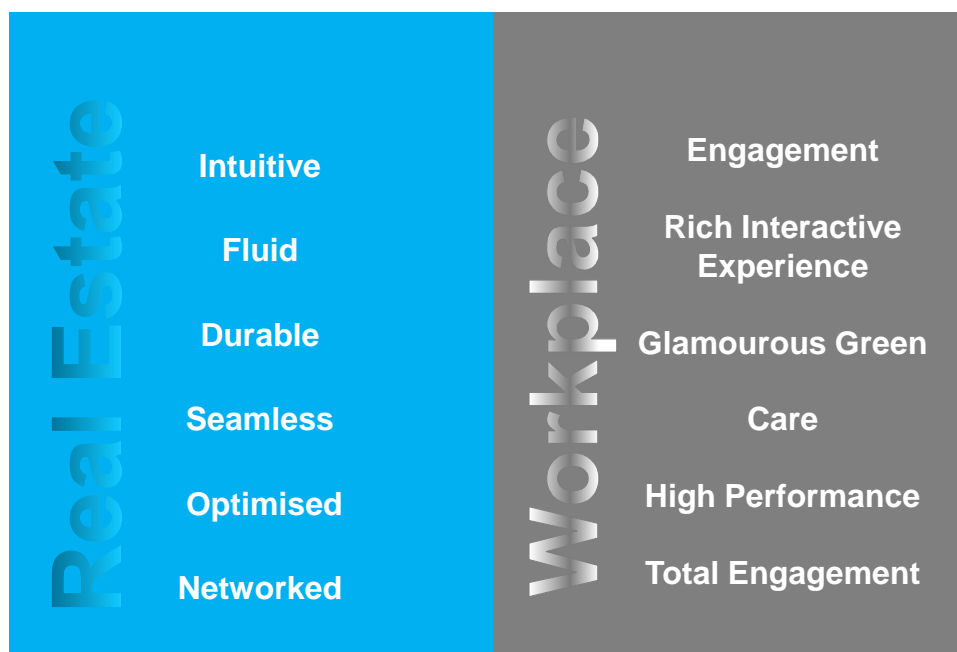 Real Estate
Intuitive
Fluid
Durable
Seamless
Optimised
Networked
Workplace
Engagement
Rich Interactive
Experience
Glamourous Green
Care
High Performance
Total Engagement